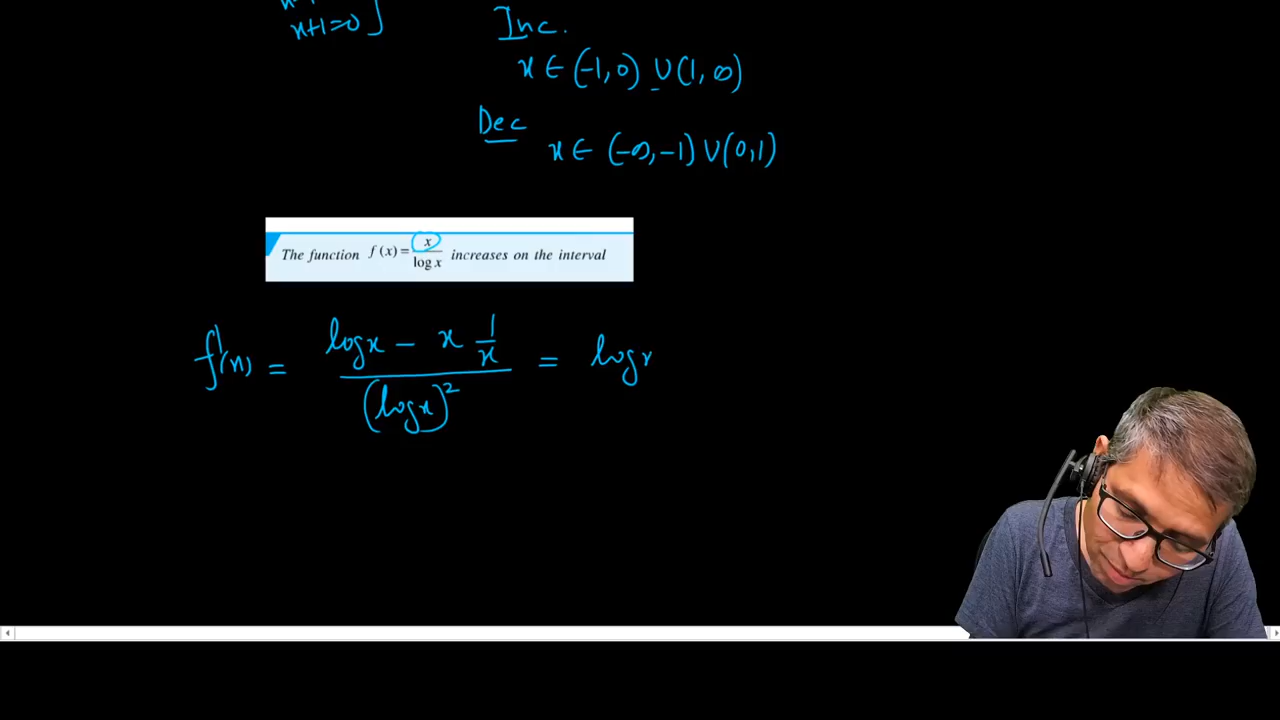 x+1=0]
Inc.
x ∈ (-1, 0) ∪ (1, ∞)
Dec
x ∈ (-∞, -1) ∪ (0, 1)
The function f(x) = x / log x increases on the interval
f'(x) = (log x - x 1/x) / (log x)² = log x